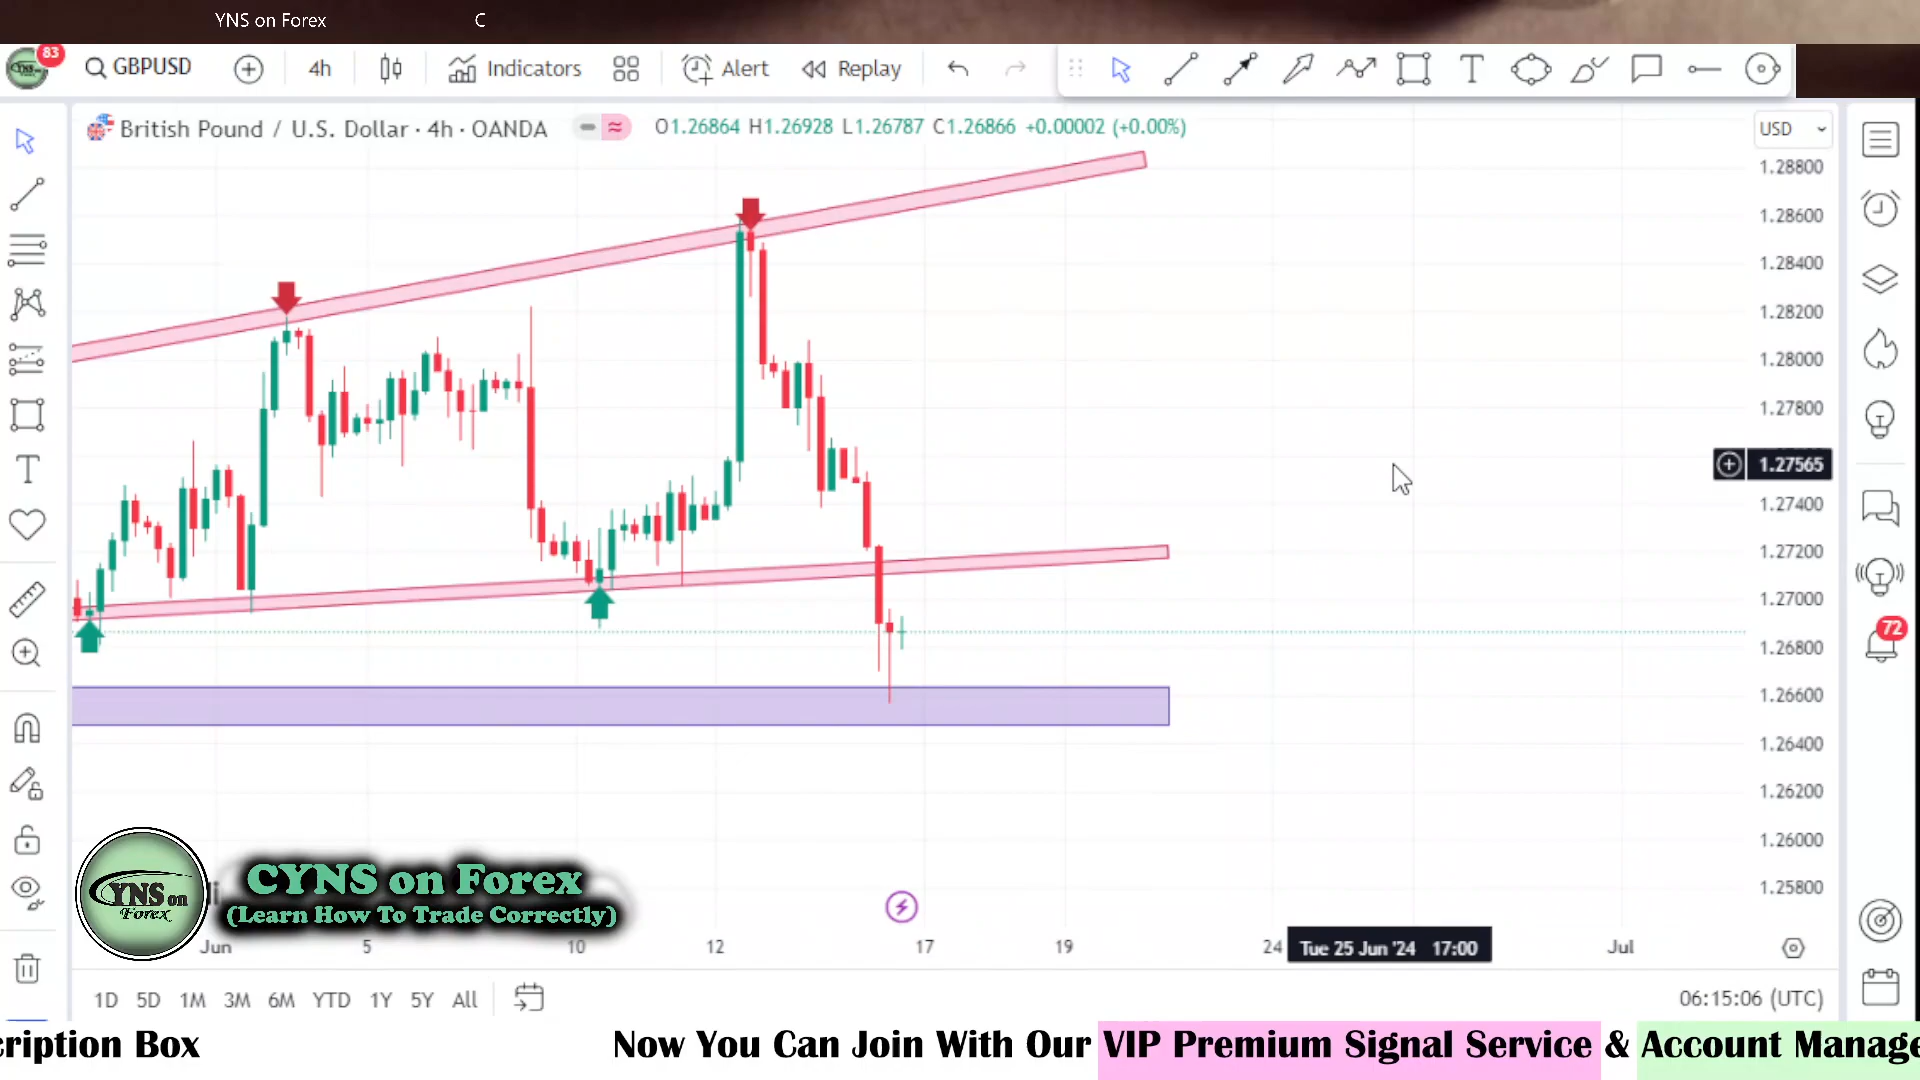 YNS on Forex C
83
GBPUSD 4h Indicators Alert Replay
British Pound / U.S. Dollar · 4h · OANDA O1.26864 H1.26928 L1.26787 C1.26866 +0.00002 (+0.00%)
USD
1.28800
1.28600
1.28400
1.28200
1.28000
1.27800
1.27565
1.27400
1.27200
1.27000
72
1.26800
1.26600
1.26400
1.26200
1.26000
1.25800
YNS on Forex
CYNS on Forex
(Learn How To Trade Correctly)
Jun 5 10 12 17 19 24 Tue 25 Jun '24 17:00 Jul
1D 5D 1M 3M 6M YTD 1Y 5Y All 06:15:06 (UTC)
cription Box Now You Can Join With Our VIP Premium Signal Service & Account Manage